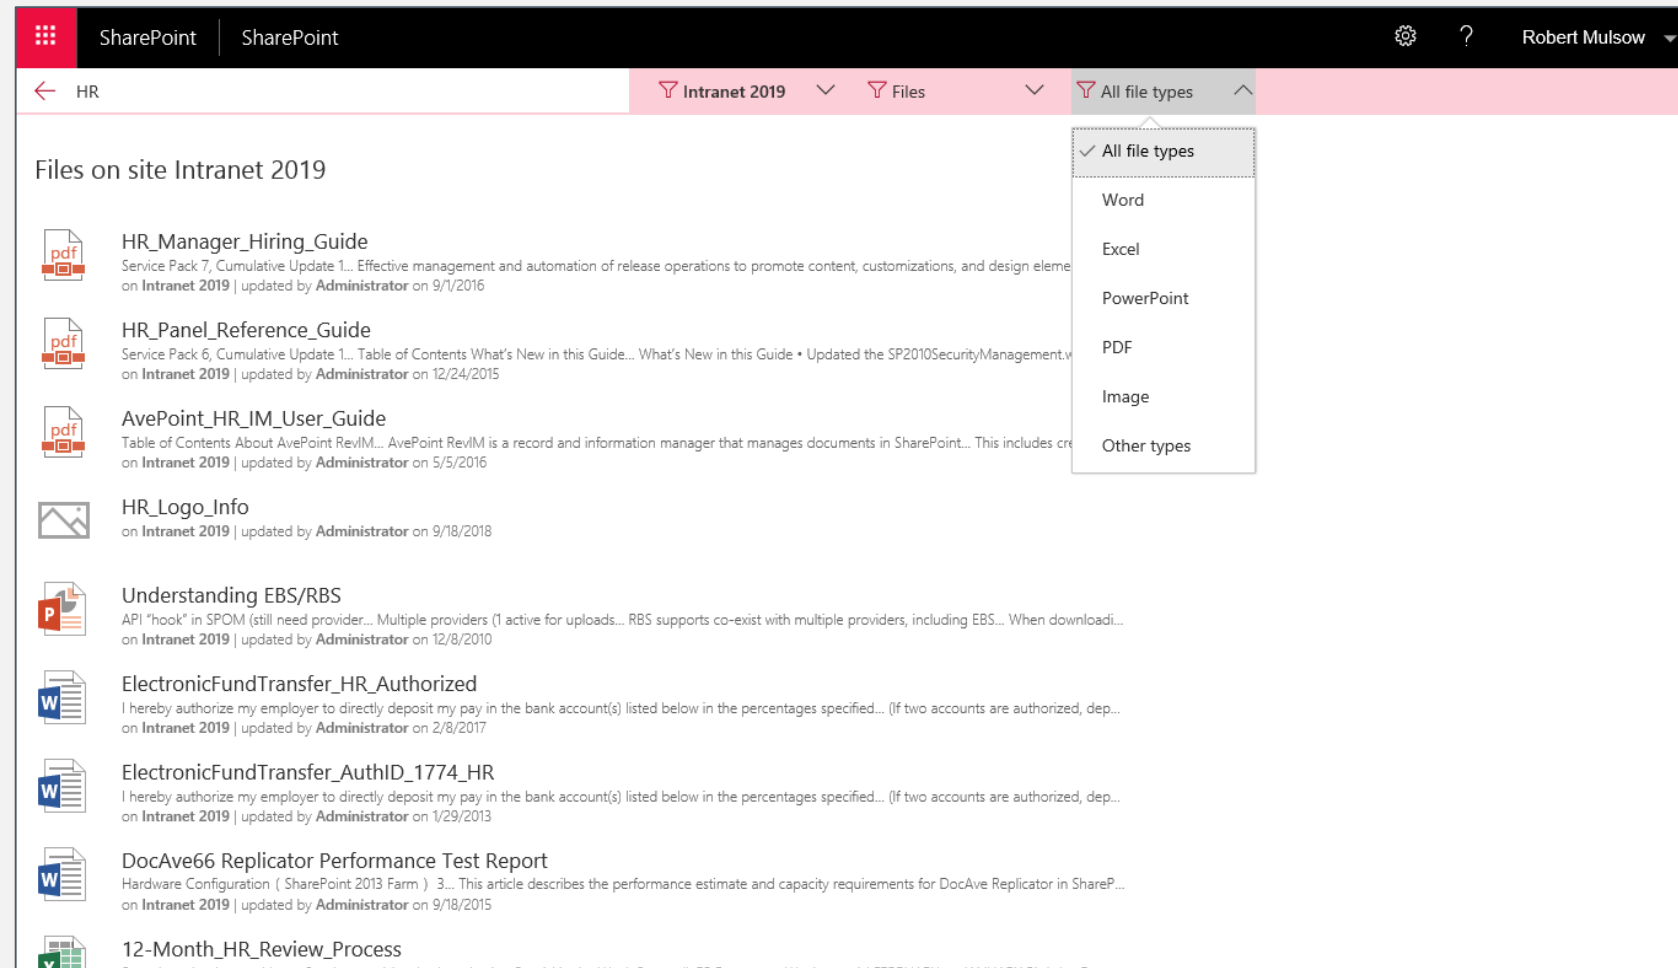 SharePoint SharePoint ? Robert Mulsow
HR Intranet 2019 Files All file types
All file types
Word
Excel
PowerPoint
PDF
Image
Other types
Files on site Intranet 2019
pdf
HR_Manager_Hiring_Guide
Service Pack 7, Cumulative Update 1... Effective management and automation of release operations to promote content, customizations, and design eleme
on Intranet 2019 | updated by Administrator on 9/1/2016
pdf
HR_Panel_Reference_Guide
Service Pack 6, Cumulative Update 1... Table of Contents What's New in this Guide... What's New in this Guide • Updated the SP2010SecurityManagement.w
on Intranet 2019 | updated by Administrator on 12/24/2015
pdf
AvePoint_HR_IM_User_Guide
Table of Contents About AvePoint RevIM... AvePoint RevIM is a record and information manager that manages documents in SharePoint... This includes cre
on Intranet 2019 | updated by Administrator on 5/5/2016
HR_Logo_Info
on Intranet 2019 | updated by Administrator on 9/18/2018
P
Understanding EBS/RBS
API "hook" in SPOM (still need provider... Multiple providers (1 active for uploads... RBS supports co-exist with multiple providers, including EBS... When downloadi...
on Intranet 2019 | updated by Administrator on 12/8/2010
W
ElectronicFundTransfer_HR_Authorized
I hereby authorize my employer to directly deposit my pay in the bank account(s) listed below in the percentages specified... (If two accounts are authorized, dep...
on Intranet 2019 | updated by Administrator on 2/8/2017
W
ElectronicFundTransfer_AuthID_1774_HR
I hereby authorize my employer to directly deposit my pay in the bank account(s) listed below in the percentages specified... (If two accounts are authorized, dep...
on Intranet 2019 | updated by Administrator on 1/29/2013
W
DocAve66 Replicator Performance Test Report
Hardware Configuration ( SharePoint 2013 Farm ) 3... This article describes the performance estimate and capacity requirements for DocAve Replicator in ShareP...
on Intranet 2019 | updated by Administrator on 9/18/2015
X
12-Month_HR_Review_Process